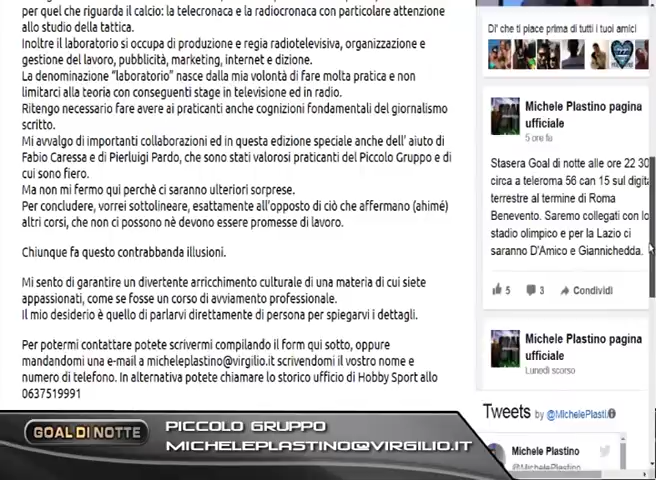 per quel che riguarda il calcio: la telecronaca e la radiocronaca con particolare attenzione
allo studio della tattica.
Inoltre il laboratorio si occupa di produzione e regia radiotelevisiva, organizzazione e
gestione del lavoro, pubblicità, marketing, internet e dizione.
La denominazione "laboratorio" nasce dalla mia volontà di fare molta pratica e non
limitarci alla teoria con conseguenti stage in televisione ed in radio.
Ritengo necessario fare avere ai praticanti anche cognizioni fondamentali del giornalismo
scritto.
Mi avvalgo di importanti collaborazioni ed in questa edizione speciale anche dell' aiuto di
Fabio Caressa e di Pierluigi Pardo, che sono stati valorosi praticanti del Piccolo Gruppo e di
cui sono fiero.
Ma non mi fermo qui perchè ci saranno ulteriori sorprese.
Per concludere, vorrei sottolineare, esattamente all'opposto di ciò che affermano (ahimé)
altri corsi, che non ci possono nè devono essere promesse di lavoro.
Chiunque fa questo contrabbanda illusioni.
Mi sento di garantire un divertente arricchimento culturale di una materia di cui siete
appassionati, come se fosse un corso di avviamento professionale.
Il mio desiderio è quello di parlarvi direttamente di persona per spiegarvi i dettagli.
Per potermi contattare potete scrivermi compilando il form qui sotto, oppure
mandandomi una e-mail a micheleplastino@virgilio.it scrivendomi il vostro nome e
numero di telefono. In alternativa potete chiamare lo storico ufficio di Hobby Sport allo
0637519991
Di' che ti piace prima di tutti i tuoi amici
Michele Plastino pagina
ufficiale
5 ore fa
Stasera Goal di notte alle ore 22 30
circa a teleroma 56 can 15 sul digita
terrestre al termine di Roma
Benevento. Saremo collegati con lo
stadio olimpico e per la Lazio ci
saranno D'Amico e Giannichedda.
5 3 Condividi
Michele Plastino pagina
ufficiale
Lunedì scorso
Tweets by @MichelePlasti
Michele Plastino
@MichelePlastino
GOAL DI NOTTE
PICCOLO GRUPPO
MICHELEPLASTINO@VIRGILIO.IT